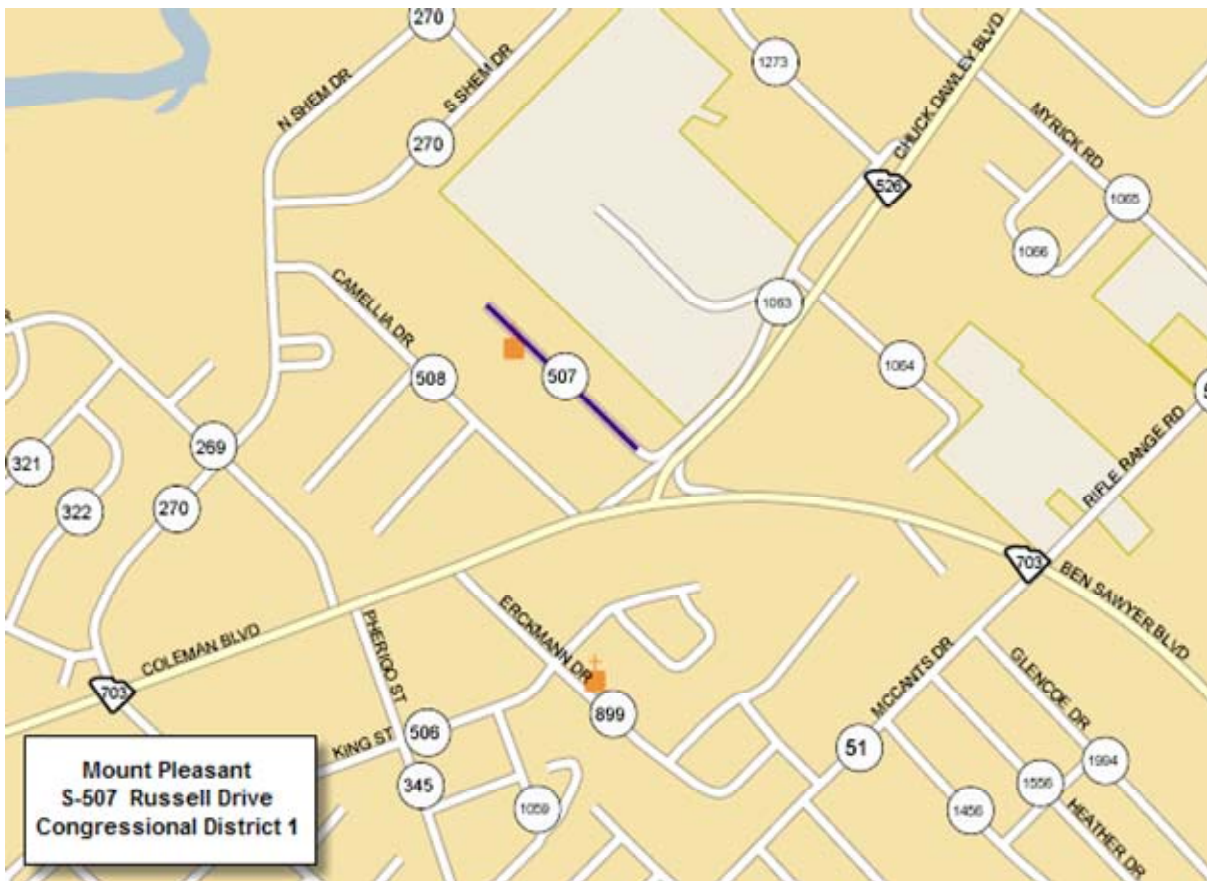 270
N SHEM DR
S SHEM DR
270
1273
CHUCK DAWLEY BLVD
526
MYRICK RD
1065
1066
CAMELLIA DR
1063
508
507
1064
269
321
322
270
RIFLE RANGE RD
703
BEN SAWYER BLVD
COLEMAN BLVD
PHERIGO ST
ERCKMANN DR
MCCANTS DR
GLENCOE DR
703
899
506
KING ST
51
345
1059
1556
1994
1456
HEATHER DR
Mount Pleasant
S-507 Russell Drive
Congressional District 1